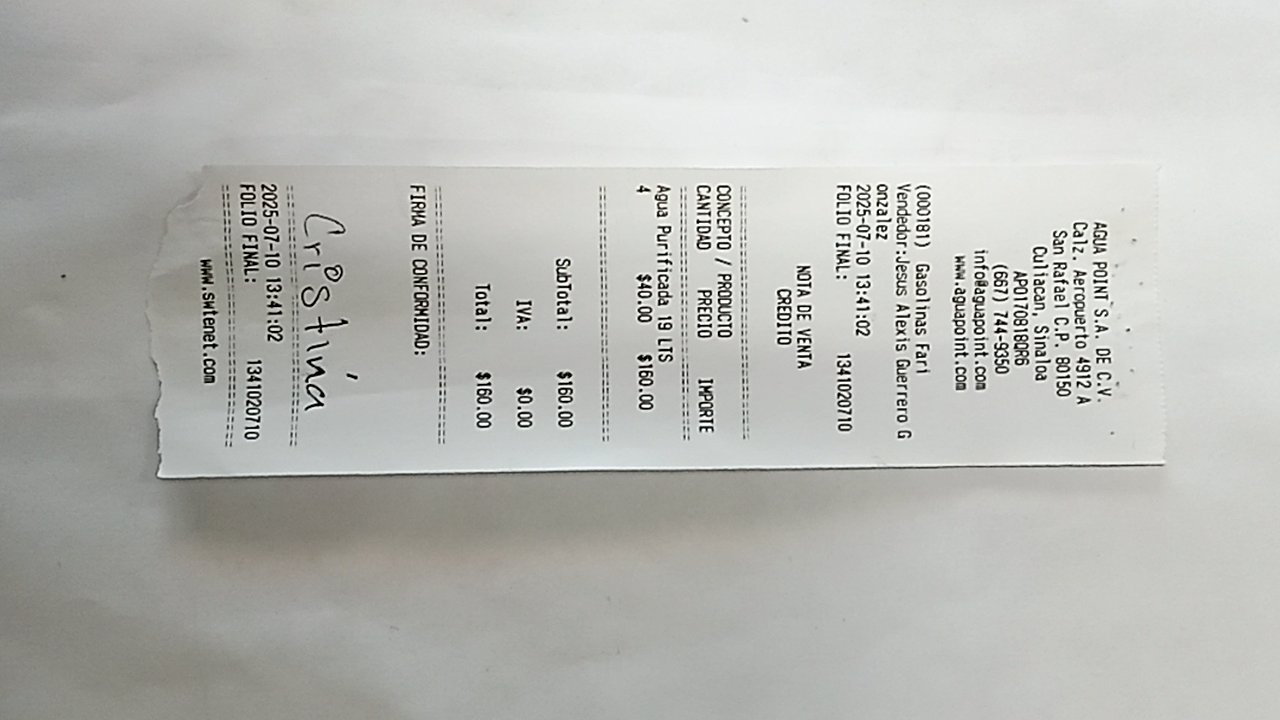 AGUA POINT S.A. DE C.V.
Calz. Aeropuerto 4912 A
San Rafael C.P. 80150
Culiacan, Sinaloa
APO170818QR6
(667) 744-9350
info@aguapoint.com
www.aguapoint.com
(000181) Gasolinas Fari
Vendedor:Jesus Alexis Guerrero G
onzalez
2025-07-10 13:41:02
FOLIO FINAL: 1341020710
NOTA DE VENTA
CREDITO
================================
CONCEPTO / PRODUCTO
CANTIDAD PRECIO IMPORTE
================================
Agua Purificada 19 LTS
4 $40.00 $160.00
================================
SubTotal: $160.00
IVA: $0.00
Total: $160.00
================================
FIRMA DE CONFORMIDAD:
Cristina
================================
2025-07-10 13:41:02
FOLIO FINAL: 1341020710
================================
www.swtenet.com